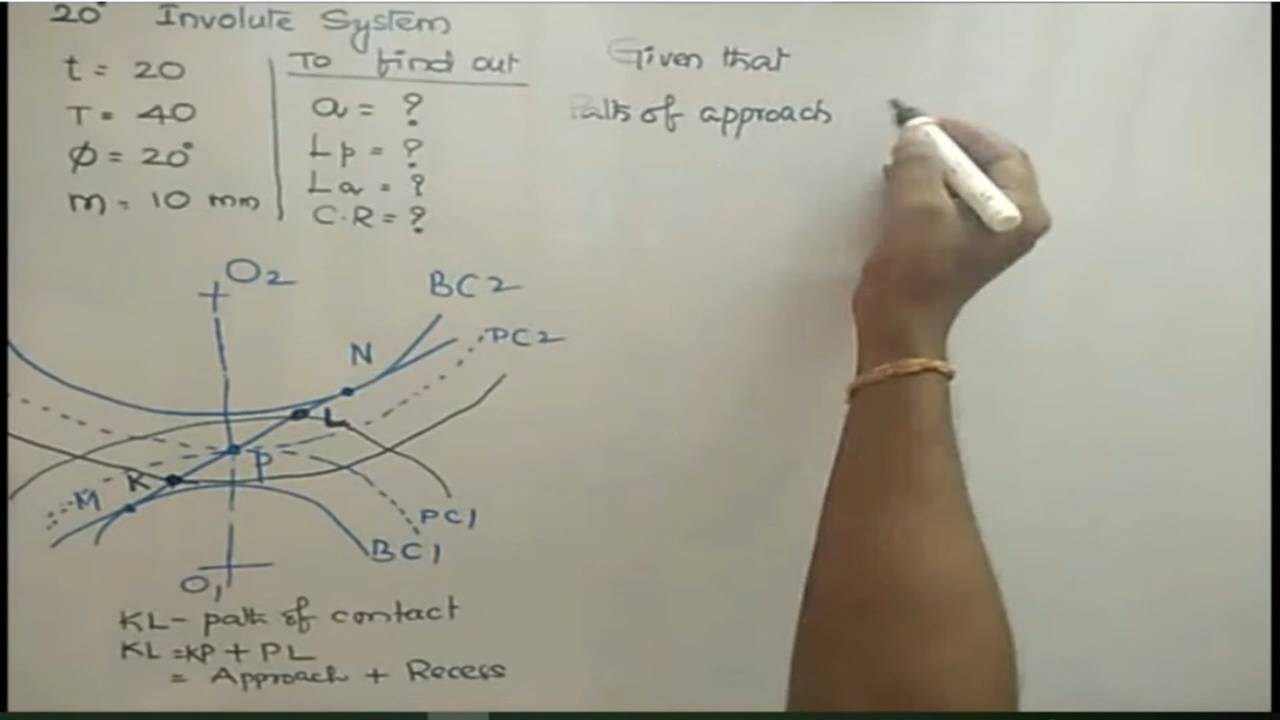 20° Involute System
t = 20
T = 40
φ = 20°
m = 10 mm
To find out
a = ?
Lp = ?
La = ?
C.R = ?
Given that
Path of approach
O2
BC2
PC2
N
L
P
K
M
PC1
BC1
O1
KL - path of contact
KL = KP + PL
= Approach + Recess